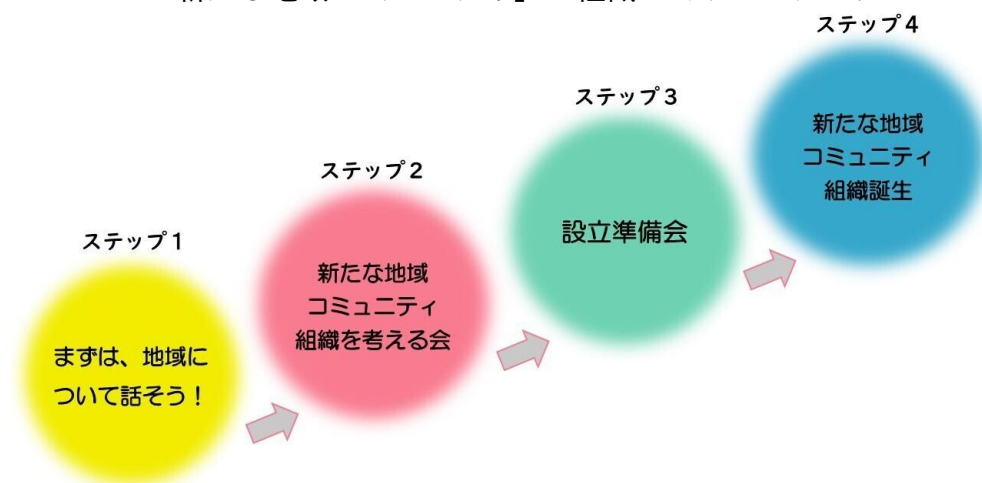 ステップ1
まずは、地域に
ついて話そう！
ステップ2
新たな地域
コミュニティ
組織を考える会
ステップ3
設立準備会
ステップ4
新たな地域
コミュニティ
組織誕生